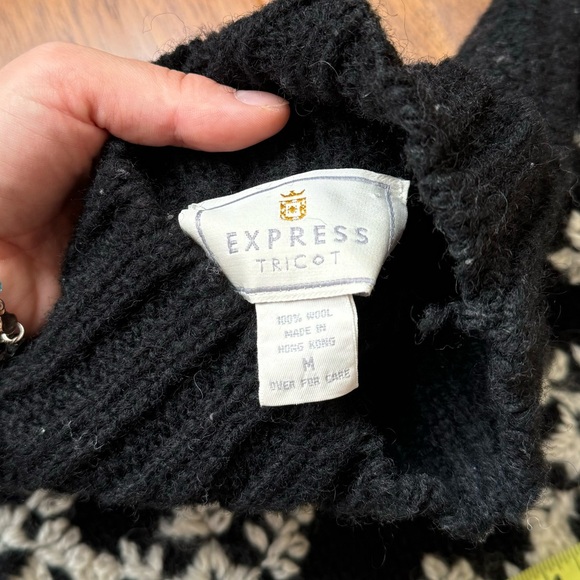 EXPRESS
TRICOT
100% WOOL
MADE IN
HONG KONG
M
OVER FOR CARE